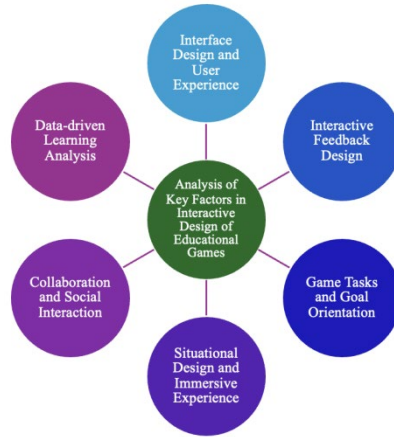 Interface
Design and
User
Experience
Interactive
Feedback
Design
Game Tasks
and Goal
Orientation
Situational
Design and
Immersive
Experience
Collaboration
and Social
Interaction
Data-driven
Learning
Analysis
Analysis of
Key Factors in
Interactive
Design of
Educational
Games